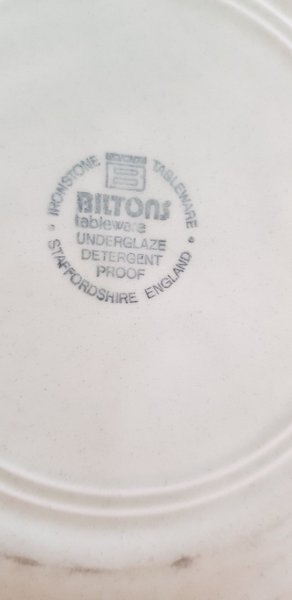 IRONSTONE TABLEWARE
BILTONS
tableware
UNDERGLAZE
DETERGENT
PROOF
STAFFORDSHIRE ENGLAND